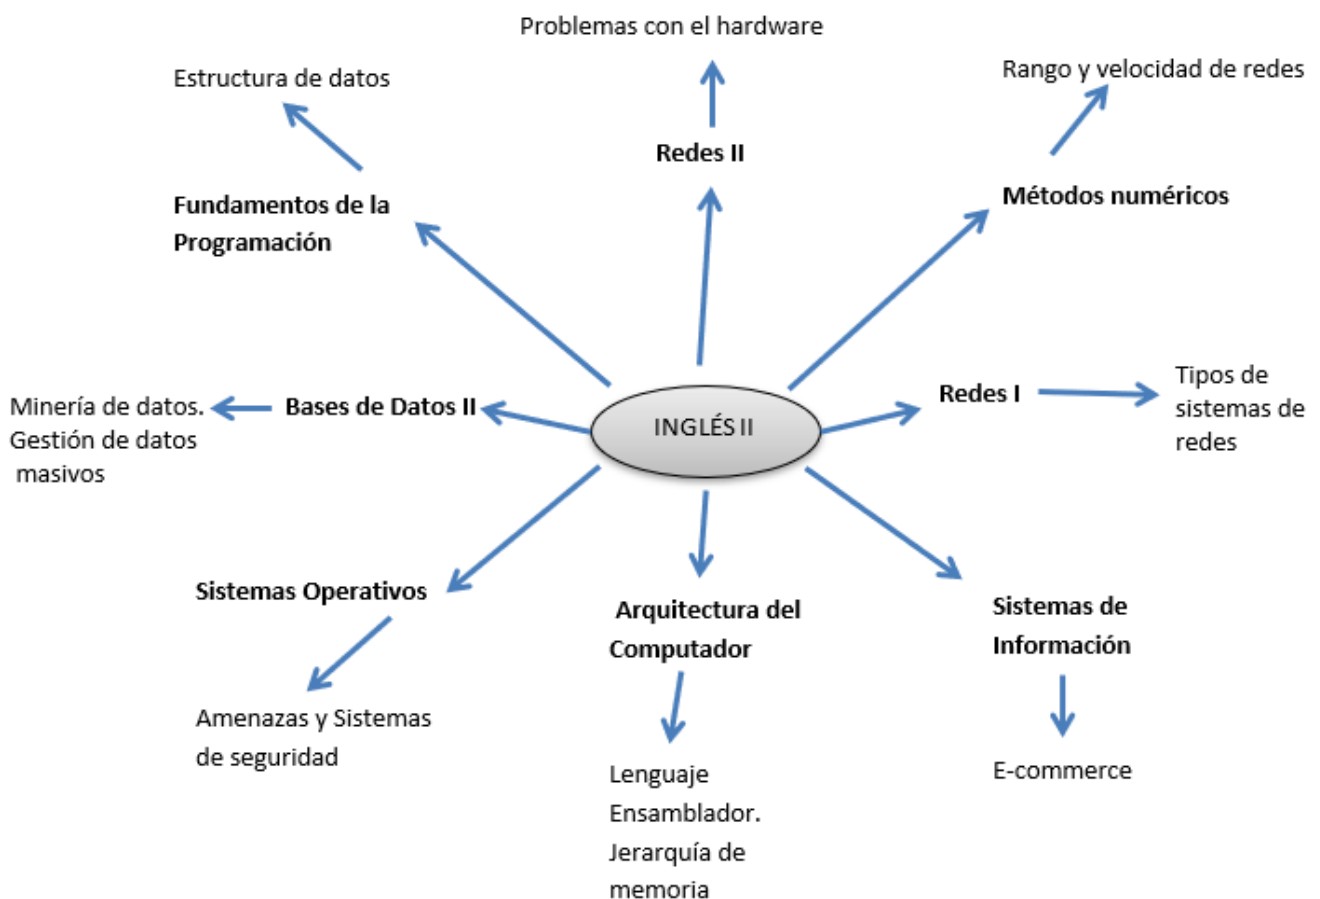 Problemas con el hardware
Estructura de datos
Rango y velocidad de redes
Redes II
Fundamentos de la
Programación
Métodos numéricos
Minería de datos.
Gestión de datos
masivos
Bases de Datos II
INGLÉS II
Redes I
Tipos de
sistemas de
redes
Sistemas Operativos
Amenazas y Sistemas
de seguridad
Arquitectura del
Computador
Lenguaje
Ensamblador.
Jerarquía de
memoria
Sistemas de
Información
E-commerce